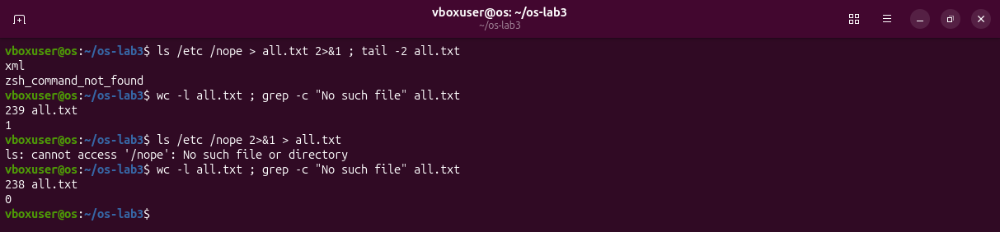 vboxuser@os: ~/os-lab3
~/os-lab3
vboxuser@os:~/os-lab3$ ls /etc /nope > all.txt 2>&1 ; tail -2 all.txt
xml
zsh_command_not_found
vboxuser@os:~/os-lab3$ wc -l all.txt ; grep -c "No such file" all.txt
239 all.txt
1
vboxuser@os:~/os-lab3$ ls /etc /nope 2>&1 > all.txt
ls: cannot access '/nope': No such file or directory
vboxuser@os:~/os-lab3$ wc -l all.txt ; grep -c "No such file" all.txt
238 all.txt
0
vboxuser@os:~/os-lab3$